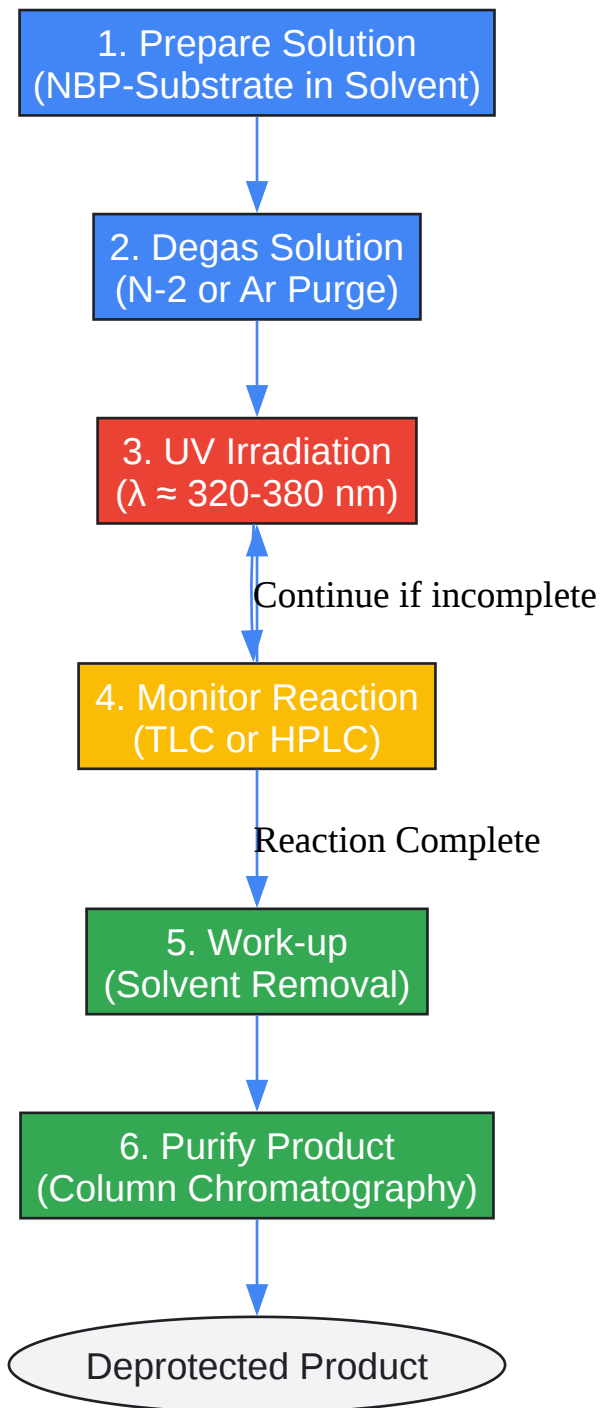 1. Prepare Solution
(NBP-Substrate in Solvent)
2. Degas Solution
(N-2 or Ar Purge)
3. UV Irradiation
(λ ≈ 320-380 nm)
Continue if incomplete
4. Monitor Reaction
(TLC or HPLC)
Reaction Complete
5. Work-up
(Solvent Removal)
6. Purify Product
(Column Chromatography)
Deprotected Product